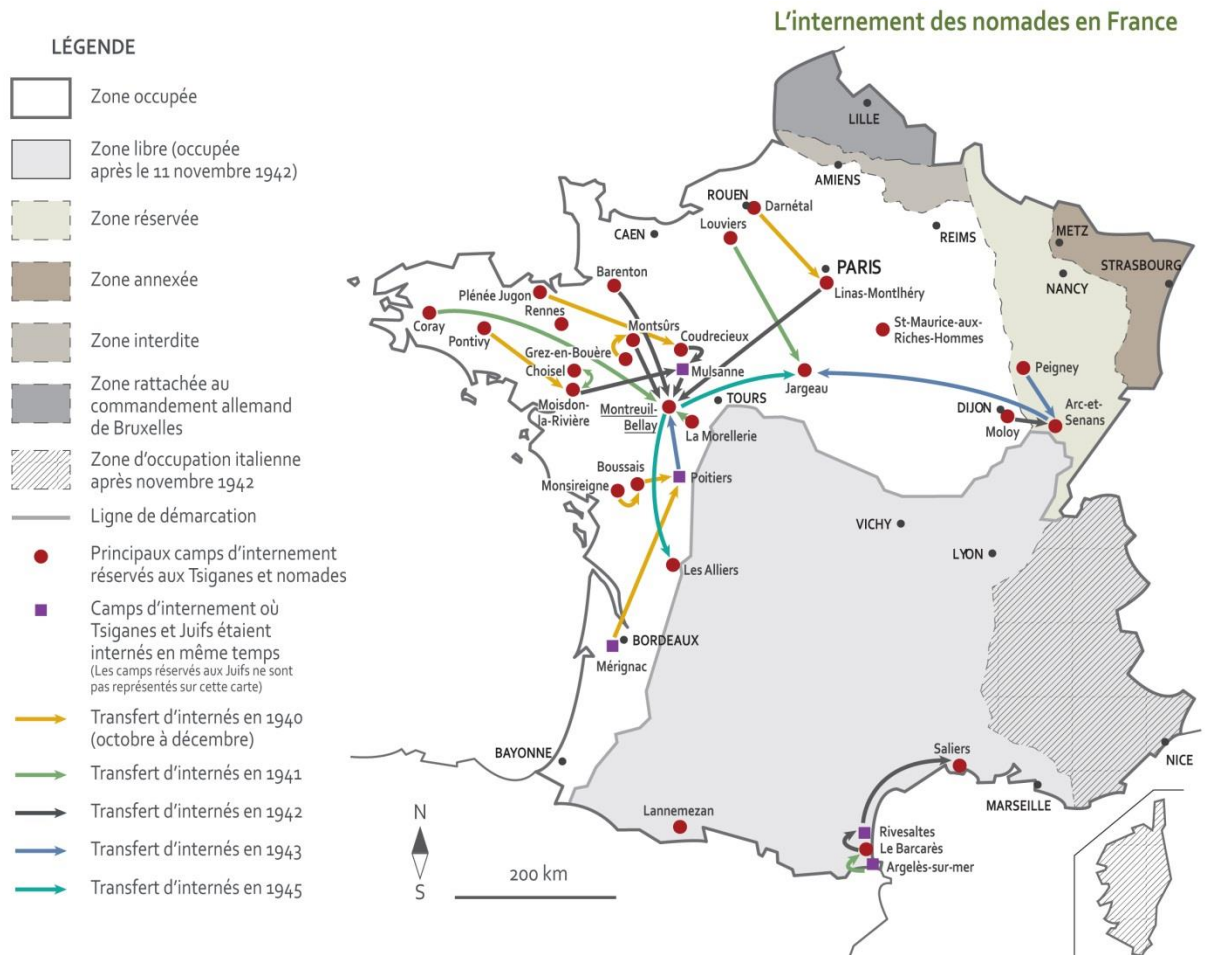 L'internement des nomades en France
LÉGENDE
Zone occupée
Zone libre (occupée
après le 11 novembre 1942)
Zone réservée
Zone annexée
Zone interdite
Zone rattachée au
commandement allemand
de Bruxelles
Zone d'occupation italienne
après novembre 1942
Ligne de démarcation
Principaux camps d'internement
réservés aux Tsiganes et nomades
Camps d'internement où
Tsiganes et Juifs étaient
internés en même temps
(Les camps réservés aux Juifs ne sont
pas représentés sur cette carte)
Transfert d'internés en 1940
(octobre à décembre)
Transfert d'internés en 1941
Transfert d'internés en 1942
Transfert d'internés en 1943
Transfert d'internés en 1945
LILLE
AMIENS
ROUEN
Darnétal
Louviers
CAEN
REIMS
METZ
STRASBOURG
NANCY
PARIS
Linas-Montlhéry
Barenton
Plénée Jugon
Rennes
Coray
Pontivy
Montsûrs
Coudrecieux
St-Maurice-aux-
Riches-Hommes
Grez-en-Bouère
Choisel
Mulsanne
Peigney
Moisdon-
la-Rivière
Jargeau
Montreuil-
Bellay
TOURS
DIJON
Moloy
Arc-et-
Senans
La Morellerie
Boussais
Monsireigne
Poitiers
VICHY
LYON
Les Alliers
BORDEAUX
Mérignac
BAYONNE
Saliers
NICE
MARSEILLE
Lannemezan
Rivesaltes
Le Barcarès
Argelès-sur-mer
N
S
200 km